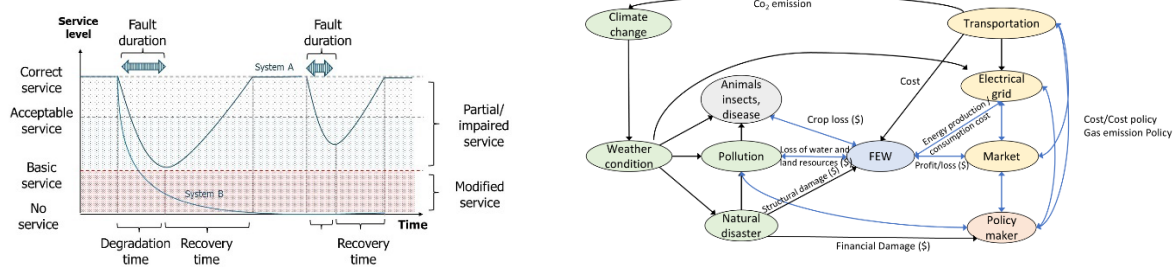 Service
level
Fault
duration
Fault
duration
System A
Correct
service
Acceptable
service
Basic
service
No
service
System B
Partial/
impaired
service
Modified
service
Time
Degradation
time
Recovery
time
Recovery
time
Co2 emission
Climate
change
Transportation
Electrical
grid
Animals
insects,
disease
Cost
Crop loss ($)
Energy production /
consumption cost
Cost/Cost policy
Gas emission Policy
Weather
condition
Pollution
Loss of water and
land resources ($)
FEW
Profit/loss ($)
Market
Structural damage ($)
Natural
disaster
Policy
maker
Financial Damage ($)